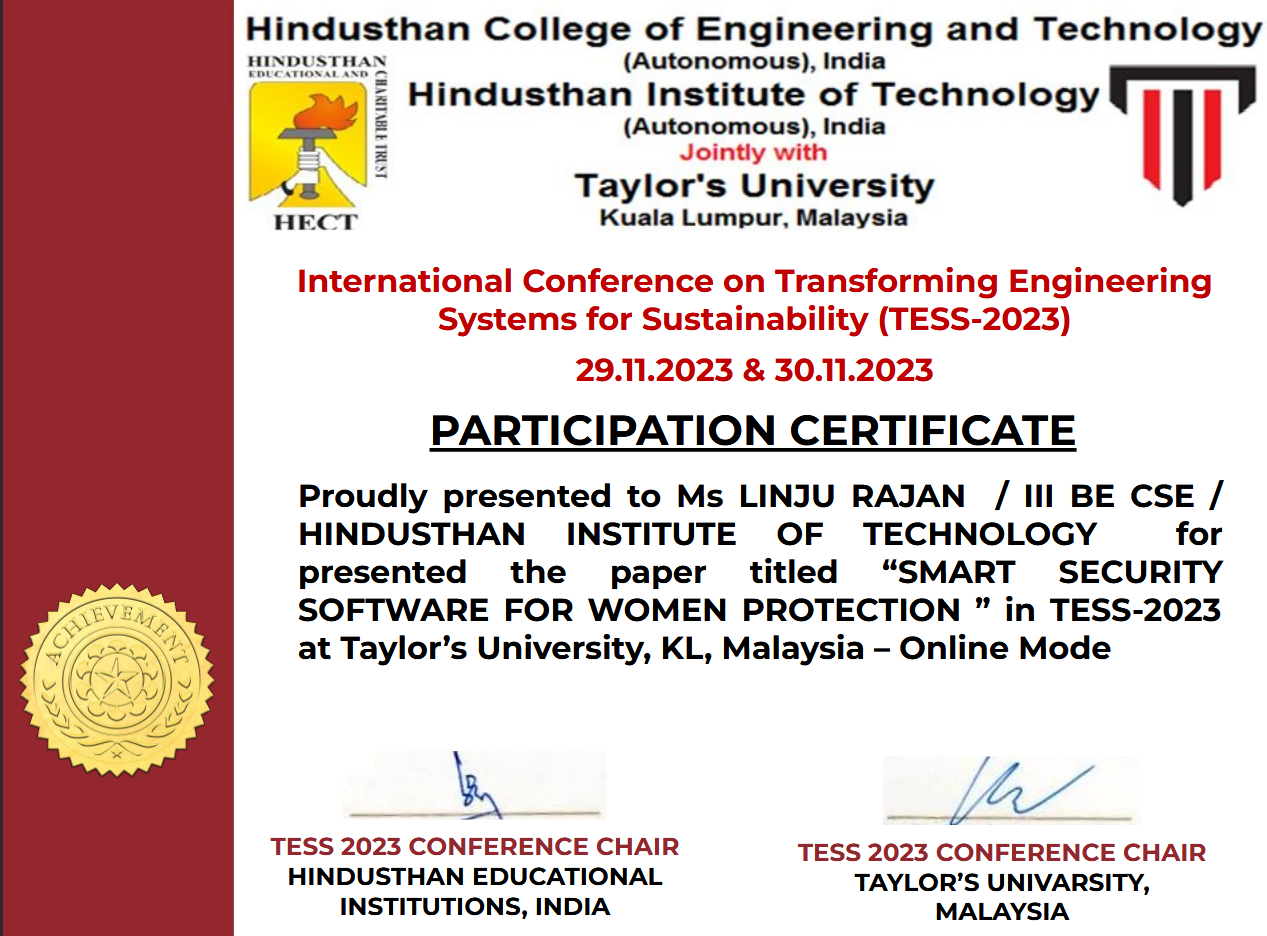 Hindusthan College of Engineering and Technology
(Autonomous), India
HINDUSTHAN
EDUCATIONAL AND
CHARITABLE TRUST
HECT
Hindusthan Institute of Technology
(Autonomous), India
Jointly with
Taylor's University
Kuala Lumpur, Malaysia
International Conference on Transforming Engineering
Systems for Sustainability (TESS-2023)
29.11.2023 & 30.11.2023
PARTICIPATION CERTIFICATE
Proudly presented to Ms LINJU RAJAN / III BE CSE /
HINDUSTHAN INSTITUTE OF TECHNOLOGY for
presented the paper titled “SMART SECURITY
SOFTWARE FOR WOMEN PROTECTION ” in TESS-2023
at Taylor’s University, KL, Malaysia – Online Mode
ACHIEVEMENT
TESS 2023 CONFERENCE CHAIR
HINDUSTHAN EDUCATIONAL
INSTITUTIONS, INDIA
TESS 2023 CONFERENCE CHAIR
TAYLOR’S UNIVARSITY,
MALAYSIA